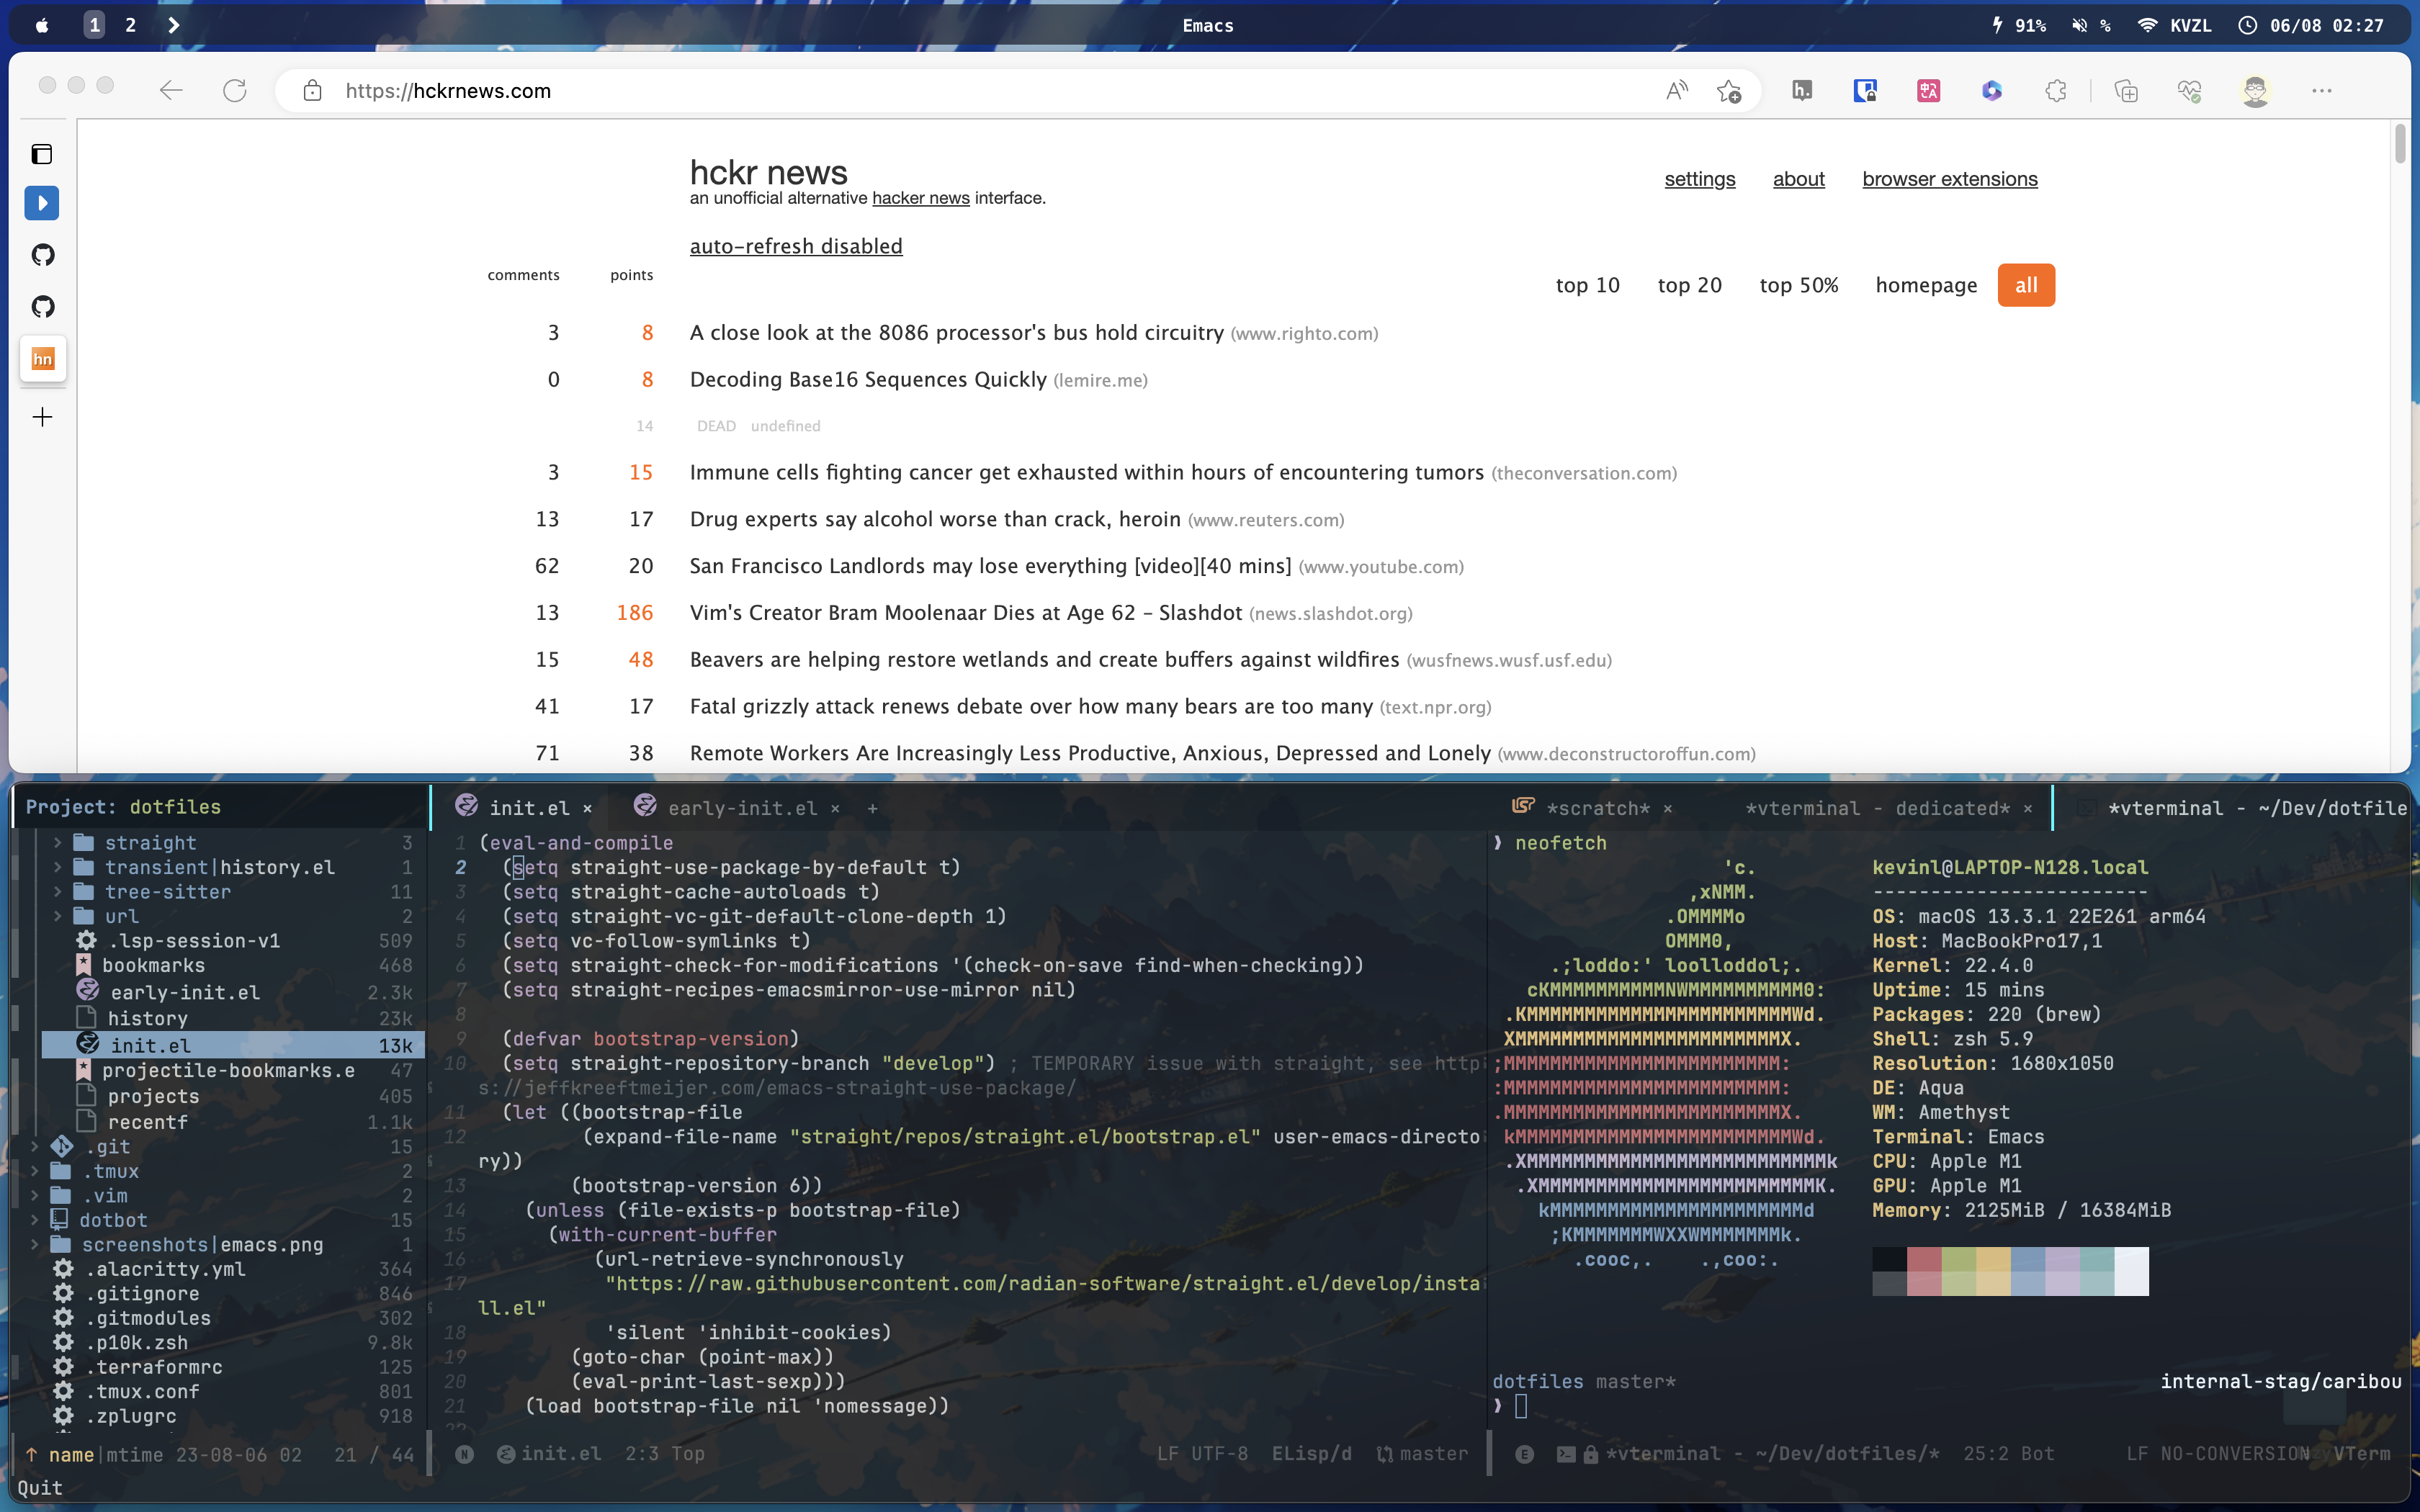 1 2 Emacs 91% % KVZL 06/08 02:27
https://hckrnews.com
h.
hckr news
settings about browser extensions
an unofficial alternative hacker news interface.
auto-refresh disabled
comments points
top 10 top 20 top 50% homepage all
3 8 A close look at the 8086 processor's bus hold circuitry (www.righto.com)
hn
0 8 Decoding Base16 Sequences Quickly (lemire.me)
14 DEAD undefined
3 15 Immune cells fighting cancer get exhausted within hours of encountering tumors (theconversation.com)
13 17 Drug experts say alcohol worse than crack, heroin (www.reuters.com)
62 20 San Francisco Landlords may lose everything [video][40 mins] (www.youtube.com)
13 186 Vim's Creator Bram Moolenaar Dies at Age 62 – Slashdot (news.slashdot.org)
15 48 Beavers are helping restore wetlands and create buffers against wildfires (wusfnews.wusf.usf.edu)
41 17 Fatal grizzly attack renews debate over how many bears are too many (text.npr.org)
71 38 Remote Workers Are Increasingly Less Productive, Anxious, Depressed and Lonely (www.deconstructoroffun.com)
Project: dotfiles
straight 3
transient|history.el 1
tree-sitter 11
url 2
.lsp-session-v1 509
bookmarks 468
early-init.el 2.3k
history 23k
init.el 13k
projectile-bookmarks.e 47
projects 405
recentf 1.1k
.git 15
.tmux 2
.vim 2
dotbot 15
screenshots|emacs.png 1
.alacritty.yml 364
.gitignore 846
.gitmodules 302
.p10k.zsh 9.8k
.terraformrc 125
.tmux.conf 801
.zplugrc 918
↑ name|mtime 23-08-06 02 21 / 44
Quit
init.el × early-init.el × +
1 (eval-and-compile
2 (setq straight-use-package-by-default t)
3 (setq straight-cache-autoloads t)
4 (setq straight-vc-git-default-clone-depth 1)
5 (setq vc-follow-symlinks t)
6 (setq straight-check-for-modifications '(check-on-save find-when-checking))
7 (setq straight-recipes-emacsmirror-use-mirror nil)
8
9 (defvar bootstrap-version)
10 (setq straight-repository-branch "develop") ; TEMPORARY issue with straight, see http
s://jeffkreeftmeijer.com/emacs-straight-use-package/
11 (let ((bootstrap-file
12 (expand-file-name "straight/repos/straight.el/bootstrap.el" user-emacs-directo
ry))
13 (bootstrap-version 6))
14 (unless (file-exists-p bootstrap-file)
15 (with-current-buffer
16 (url-retrieve-synchronously
17 "https://raw.githubusercontent.com/radian-software/straight.el/develop/insta
ll.el"
18 'silent 'inhibit-cookies)
19 (goto-char (point-max))
20 (eval-print-last-sexp)))
21 (load bootstrap-file nil 'nomessage))
N init.el 2:3 Top LF UTF-8 ELisp/d master
*scratch* × *vterminal - dedicated* × *vterminal - ~/Dev/dotfile
❫ neofetch
'c.
,xNMM.
.OMMMMo
OMMM0,
.;loddo:' loolloddol;.
cKMMMMMMMMMMNWMMMMMMMMMM0:
.KMMMMMMMMMMMMMMMMMMMMMMMWd.
XMMMMMMMMMMMMMMMMMMMMMMMX.
;MMMMMMMMMMMMMMMMMMMMMMMM:
:MMMMMMMMMMMMMMMMMMMMMMMM:
.MMMMMMMMMMMMMMMMMMMMMMMMX.
kMMMMMMMMMMMMMMMMMMMMMMMMWd.
.XMMMMMMMMMMMMMMMMMMMMMMMMMMk
.XMMMMMMMMMMMMMMMMMMMMMMMMK.
kMMMMMMMMMMMMMMMMMMMMMMd
;KMMMMMMMWXXWMMMMMMMk.
.cooc,. .,coo:.
kevinl@LAPTOP-N128.local
------------------------
OS: macOS 13.3.1 22E261 arm64
Host: MacBookPro17,1
Kernel: 22.4.0
Uptime: 15 mins
Packages: 220 (brew)
Shell: zsh 5.9
Resolution: 1680x1050
DE: Aqua
WM: Amethyst
Terminal: Emacs
CPU: Apple M1
GPU: Apple M1
Memory: 2125MiB / 16384MiB
dotfiles master* internal-stag/caribou
❫
E *vterminal - ~/Dev/dotfiles/* 25:2 Bot LF NO-CONVERSION VTerm